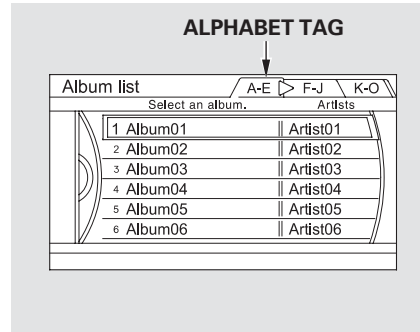 ALPHABET TAG
Album list A-E F-J K-O
Select an album. Artists
1 Album01 Artist01
2 Album02 Artist02
3 Album03 Artist03
4 Album04 Artist04
5 Album05 Artist05
6 Album06 Artist06